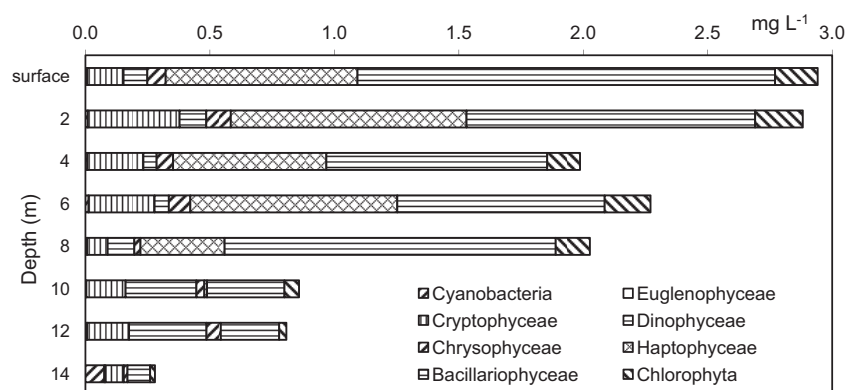 mg L-1
0.0 0.5 1.0 1.5 2.0 2.5 3.0
surface
2
4
6
8
10
12
14
Depth (m)
Cyanobacteria Euglenophyceae
Cryptophyceae Dinophyceae
Chrysophyceae Haptophyceae
Bacillariophyceae Chlorophyta